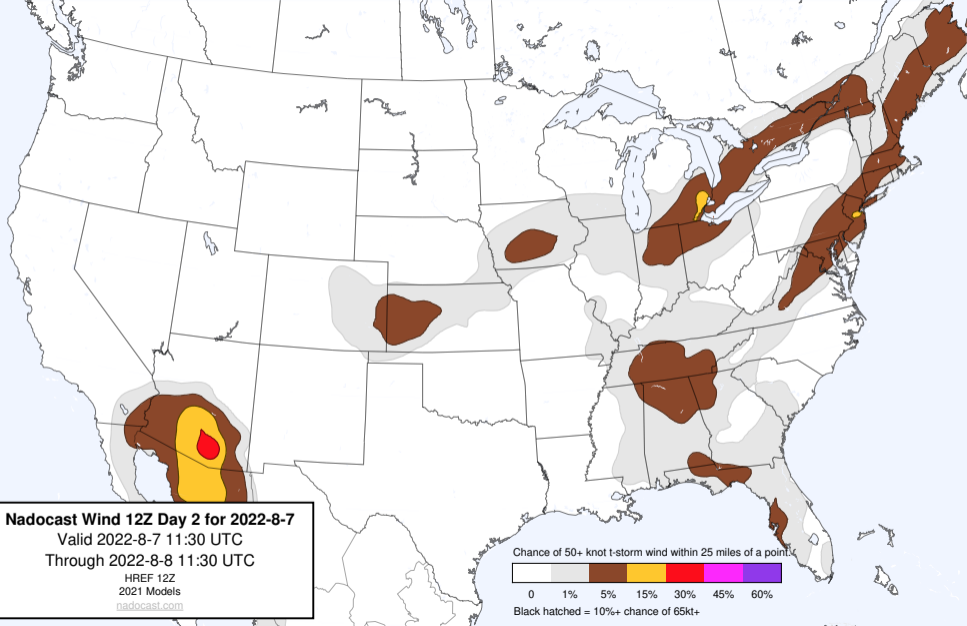 Nadocast Wind 12Z Day 2 for 2022-8-7
Valid 2022-8-7 11:30 UTC
Through 2022-8-8 11:30 UTC
HREF 12Z
2021 Models
nadocast.com
Chance of 50+ knot t-storm wind within 25 miles of a point.
0 1% 5% 15% 30% 45% 60%
Black hatched = 10%+ chance of 65kt+